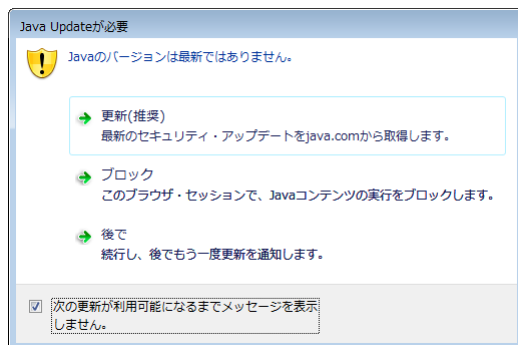 Java Updateが必要
Javaのバージョンは最新ではありません。
更新(推奨)
最新のセキュリティ・アップデートをjava.comから取得します。
ブロック
このブラウザ・セッションで、Javaコンテンツの実行をブロックします。
後で
続行し、後でもう一度更新を通知します。
次の更新が利用可能になるまでメッセージを表示
しません。